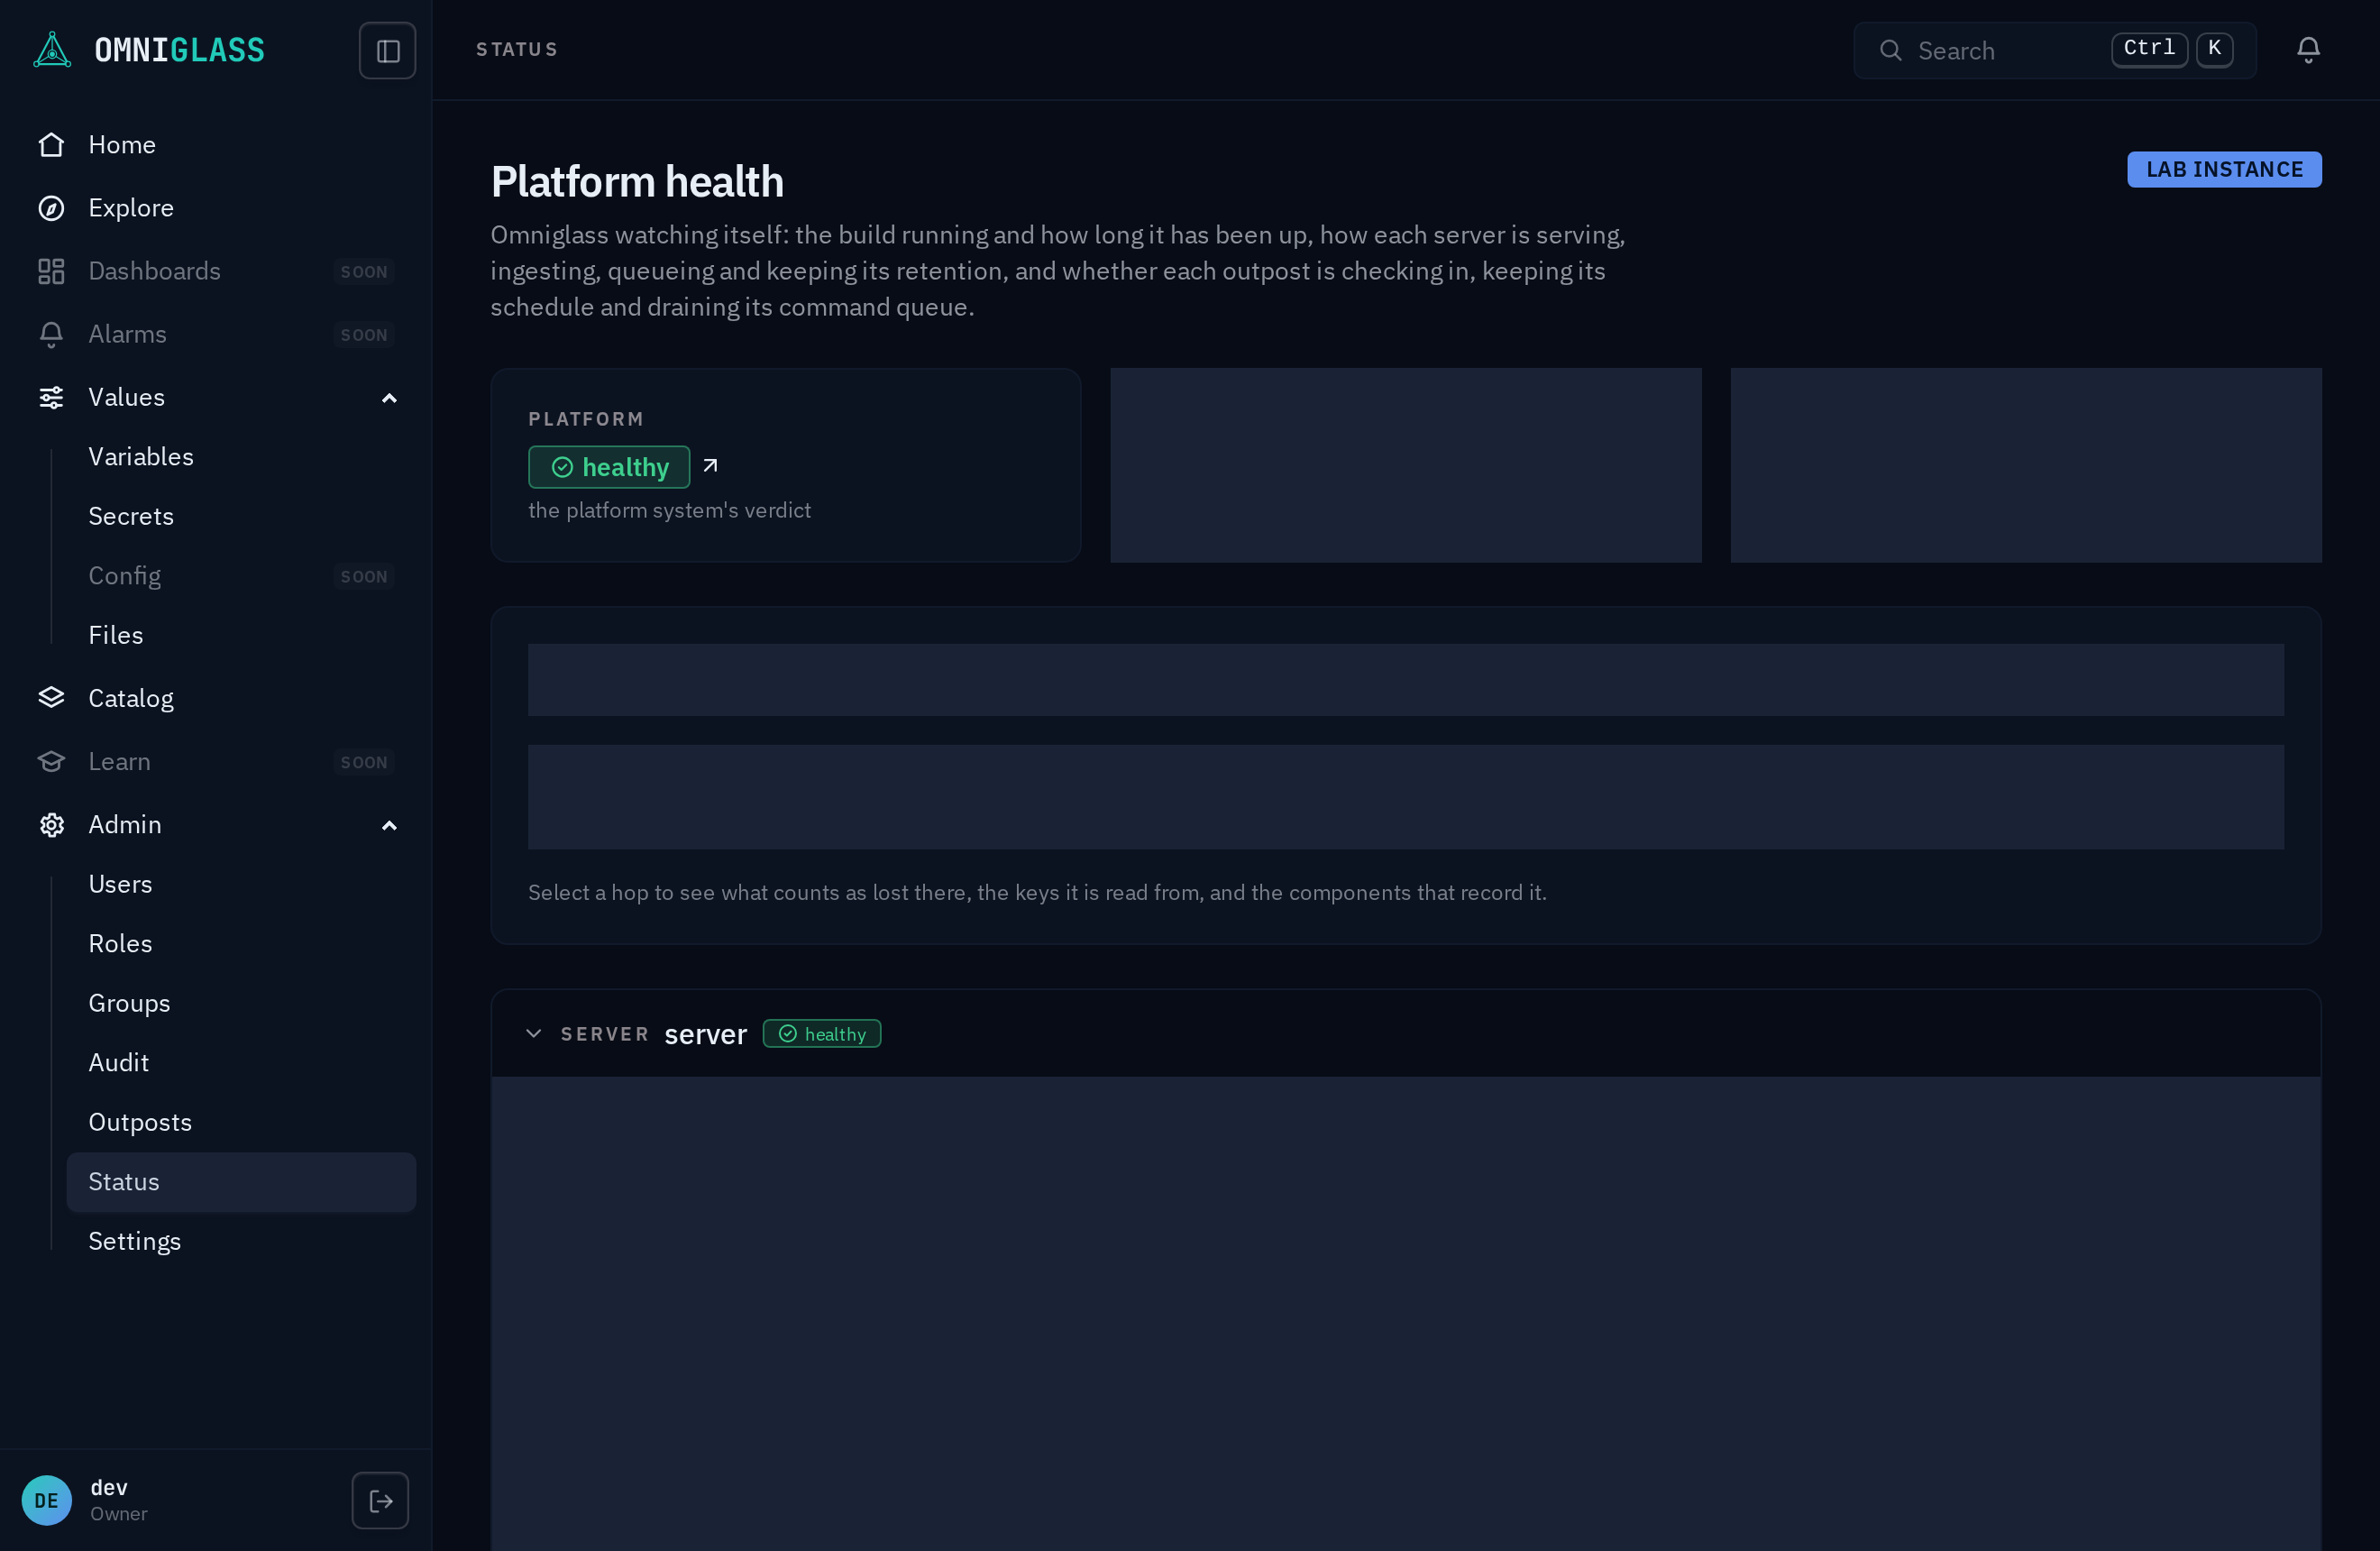 OMNIGLASS
STATUS
Search Ctrl K
Home
Explore
Dashboards SOON
Alarms SOON
Values
Variables
Secrets
Config SOON
Files
Catalog
Learn SOON
Admin
Users
Roles
Groups
Audit
Outposts
Status
Settings
DE dev
Owner
Platform health
LAB INSTANCE
Omniglass watching itself: the build running and how long it has been up, how each server is serving,
ingesting, queueing and keeping its retention, and whether each outpost is checking in, keeping its
schedule and draining its command queue.
PLATFORM
healthy
the platform system's verdict
Select a hop to see what counts as lost there, the keys it is read from, and the components that record it.
SERVER server healthy